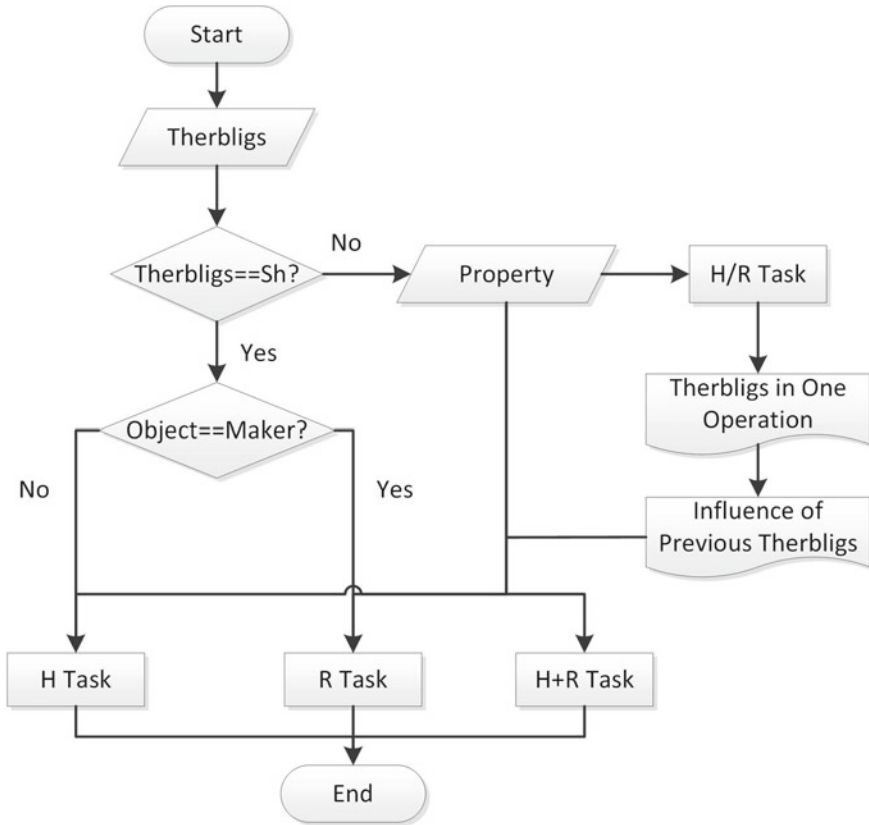 Start
Therbligs
Therbligs==Sh?
No
Property
H/R Task
Yes
Therbligs in One
Operation
Object==Maker?
No
Yes
Influence of
Previous Therbligs
H Task
R Task
H+R Task
End